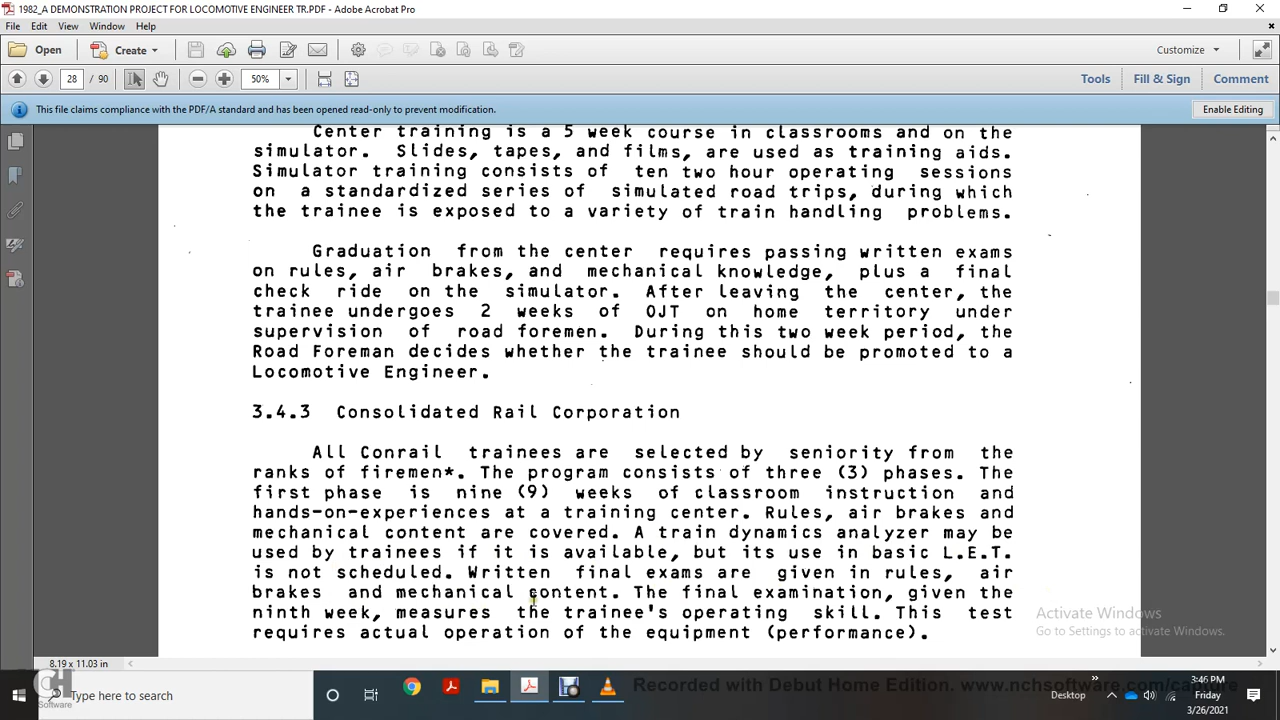 1982_A DEMONSTRATION PROJECT FOR LOCOMOTIVE ENGINEER TR.PDF - Adobe Acrobat Pro
File Edit View Window Help
Open Create Customize
28 / 90 50% Tools Fill & Sign Comment
This file claims compliance with the PDF/A standard and has been opened read-only to prevent modification. Enable Editing
Center training is a 5 week course in classrooms and on the
simulator. Slides, tapes, and films, are used as training aids.
Simulator training consists of ten two hour operating sessions
on a standardized series of simulated road trips, during which
the trainee is exposed to a variety of train handling problems.
Graduation from the center requires passing written exams
on rules, air brakes, and mechanical knowledge, plus a final
check ride on the simulator. After leaving the center, the
trainee undergoes 2 weeks of OJT on home territory under
supervision of road foremen. During this two week period, the
Road Foreman decides whether the trainee should be promoted to a
Locomotive Engineer.
3.4.3 Consolidated Rail Corporation
All Conrail trainees are selected by seniority from the
ranks of firemen*. The program consists of three (3) phases. The
first phase is nine (9) weeks of classroom instruction and
hands-on-experiences at a training center. Rules, air brakes and
mechanical content are covered. A train dynamics analyzer may be
used by trainees if it is available, but its use in basic L.E.T.
is not scheduled. Written final exams are given in rules, air
brakes and mechanical content. The final examination, given the
ninth week, measures the trainee's operating skill. This test
requires actual operation of the equipment (performance).
Activate Windows
Go to Settings to activate Windows.
8.19 x 11.03 in
Type here to search
Software
Recorded with Debut Home Edition. www.nchsoftware.com/capture
Desktop
3:46 PM
Friday
3/26/2021